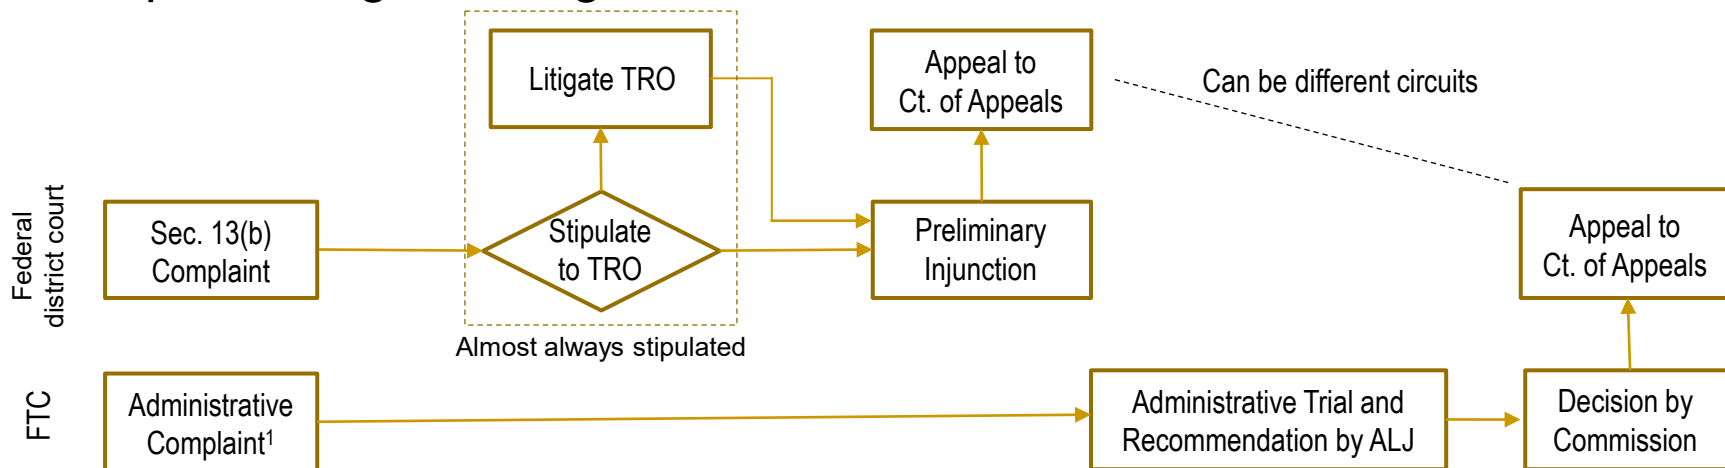 Litigate TRO
Appeal to
Ct. of Appeals
Can be different circuits
Federal
district court
Sec. 13(b)
Complaint
Stipulate
to TRO
Preliminary
Injunction
Appeal to
Ct. of Appeals
Almost always stipulated
FTC
Administrative
Complaint¹
Administrative Trial and
Recommendation by ALJ
Decision by
Commission